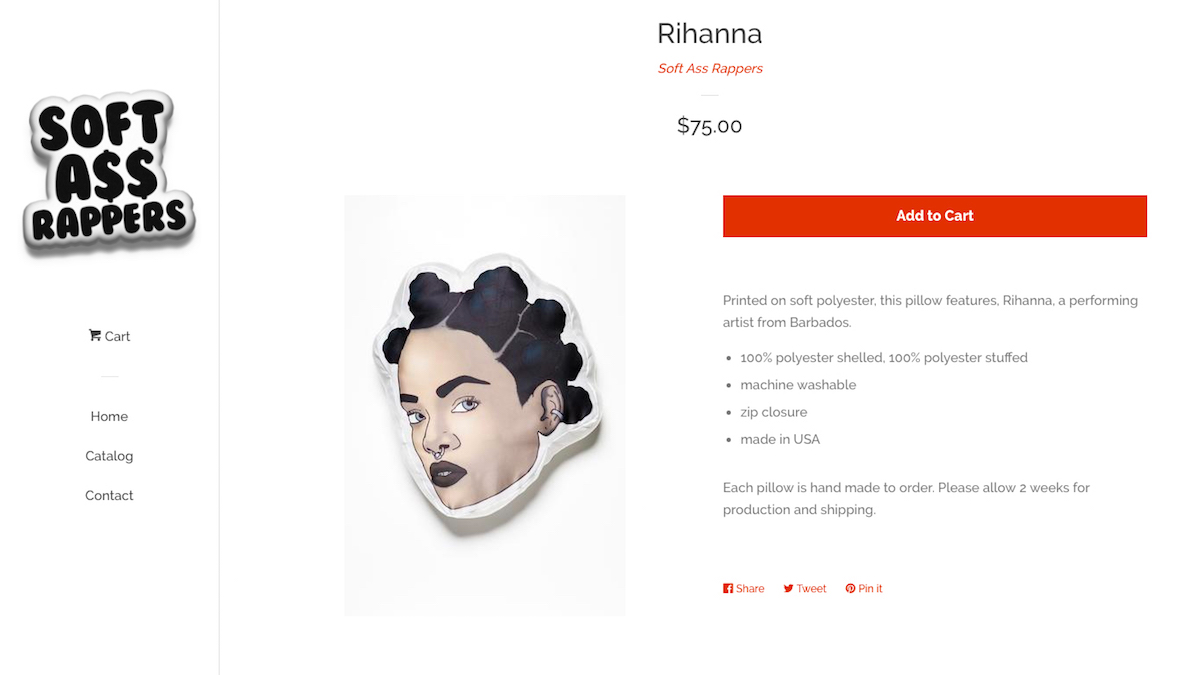 SOFT
A$$
RAPPERS
Cart
Home
Catalog
Contact
Rihanna
Soft Ass Rappers
$75.00
Add to Cart
Printed on soft polyester, this pillow features, Rihanna, a performing
artist from Barbados.
100% polyester shelled, 100% polyester stuffed
machine washable
zip closure
made in USA
Each pillow is hand made to order. Please allow 2 weeks for
production and shipping.
Share Tweet Pin it